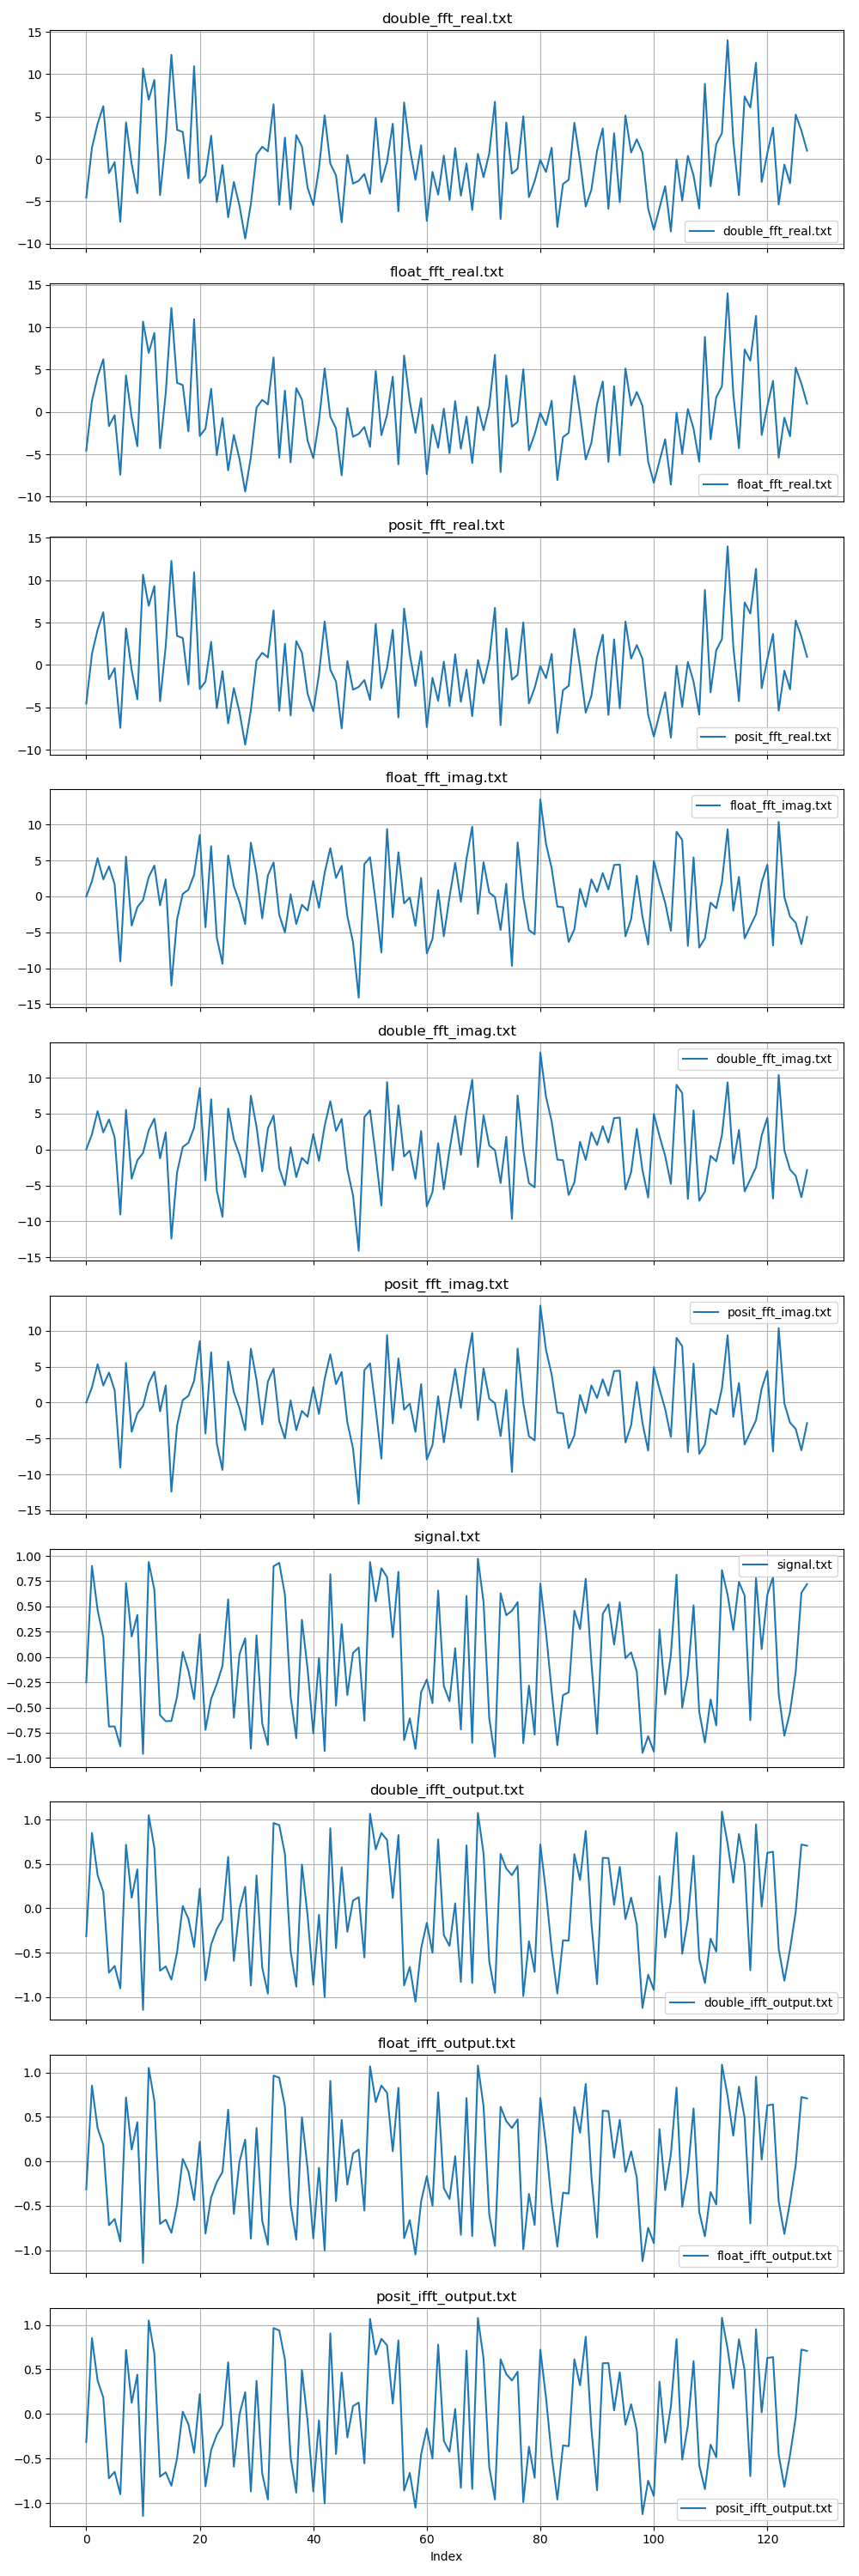 double_fft_real.txt
15
10
5
0
−5
−10
double_fft_real.txt
float_fft_real.txt
15
10
5
0
−5
−10
float_fft_real.txt
posit_fft_real.txt
15
10
5
0
−5
−10
posit_fft_real.txt
float_fft_imag.txt
10
5
0
−5
−10
−15
float_fft_imag.txt
double_fft_imag.txt
10
5
0
−5
−10
−15
double_fft_imag.txt
posit_fft_imag.txt
10
5
0
−5
−10
−15
posit_fft_imag.txt
signal.txt
1.00
0.75
0.50
0.25
0.00
−0.25
−0.50
−0.75
−1.00
signal.txt
double_ifft_output.txt
1.0
0.5
0.0
−0.5
−1.0
double_ifft_output.txt
float_ifft_output.txt
1.0
0.5
0.0
−0.5
−1.0
float_ifft_output.txt
posit_ifft_output.txt
1.0
0.5
0.0
−0.5
−1.0
posit_ifft_output.txt
0 20 40 60 80 100 120
Index